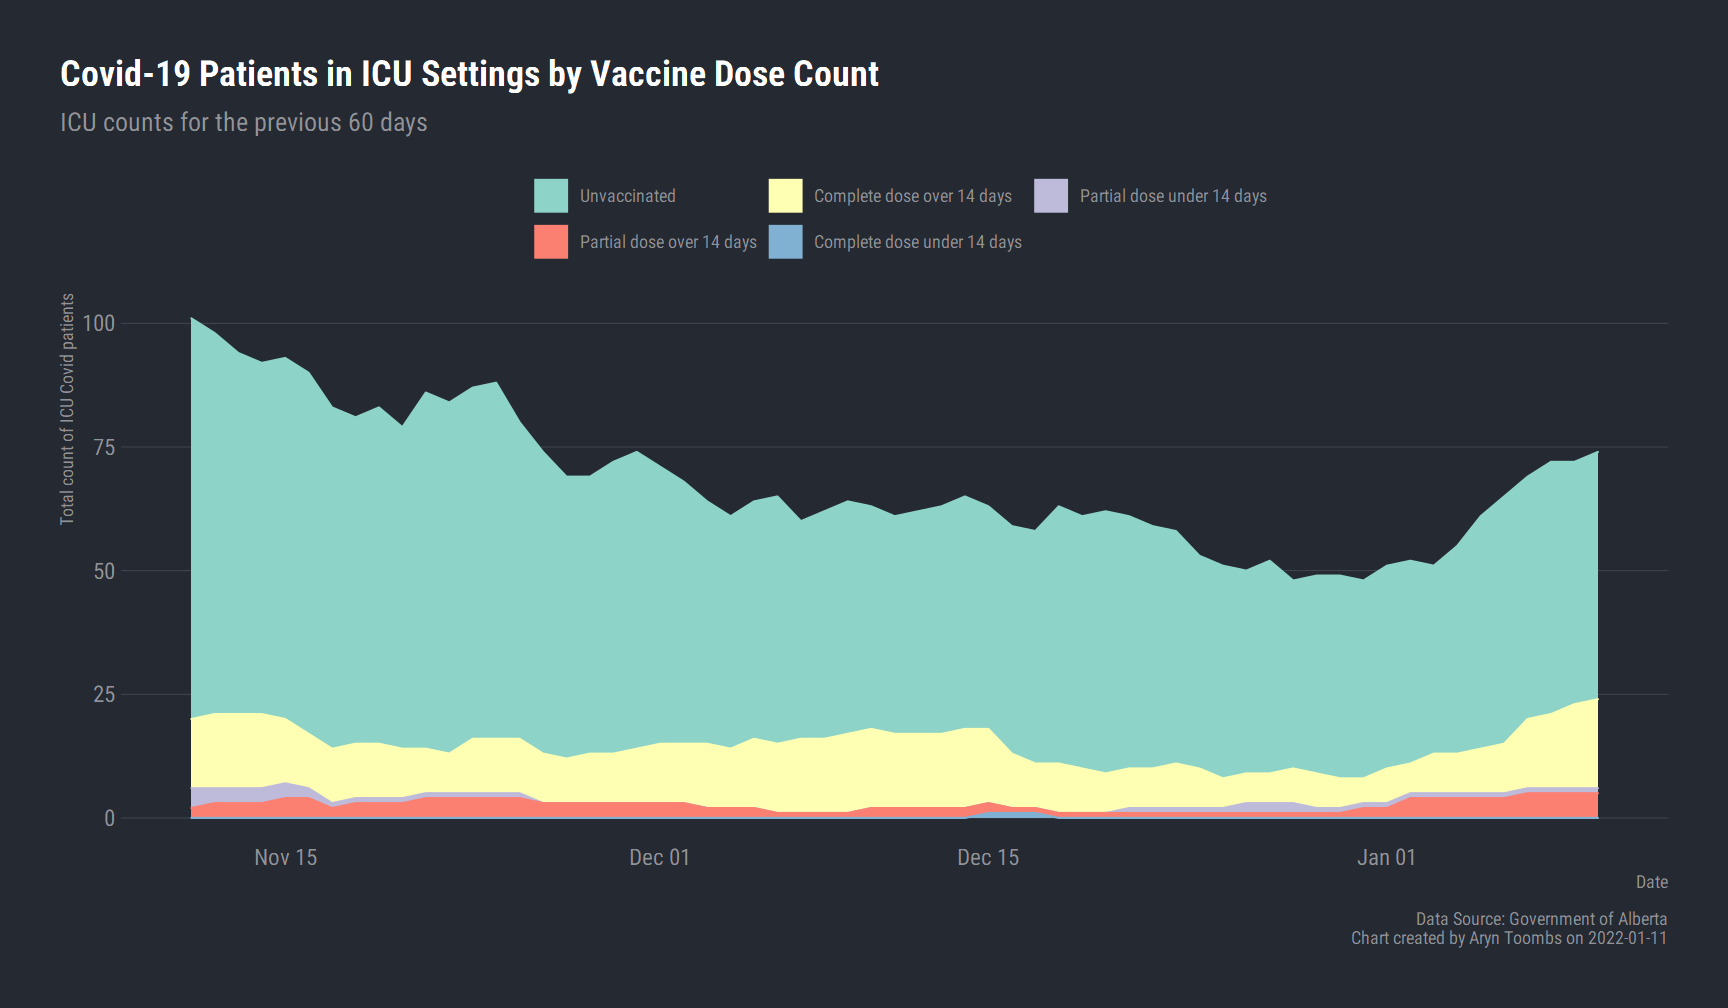 Covid-19 Patients in ICU Settings by Vaccine Dose Count
ICU counts for the previous 60 days
Unvaccinated
Complete dose over 14 days
Partial dose under 14 days
Partial dose over 14 days
Complete dose under 14 days
Total count of ICU Covid patients
100
75
50
25
0
Nov 15
Dec 01
Dec 15
Jan 01
Date
Data Source: Government of Alberta
Chart created by Aryn Toombs on 2022-01-11